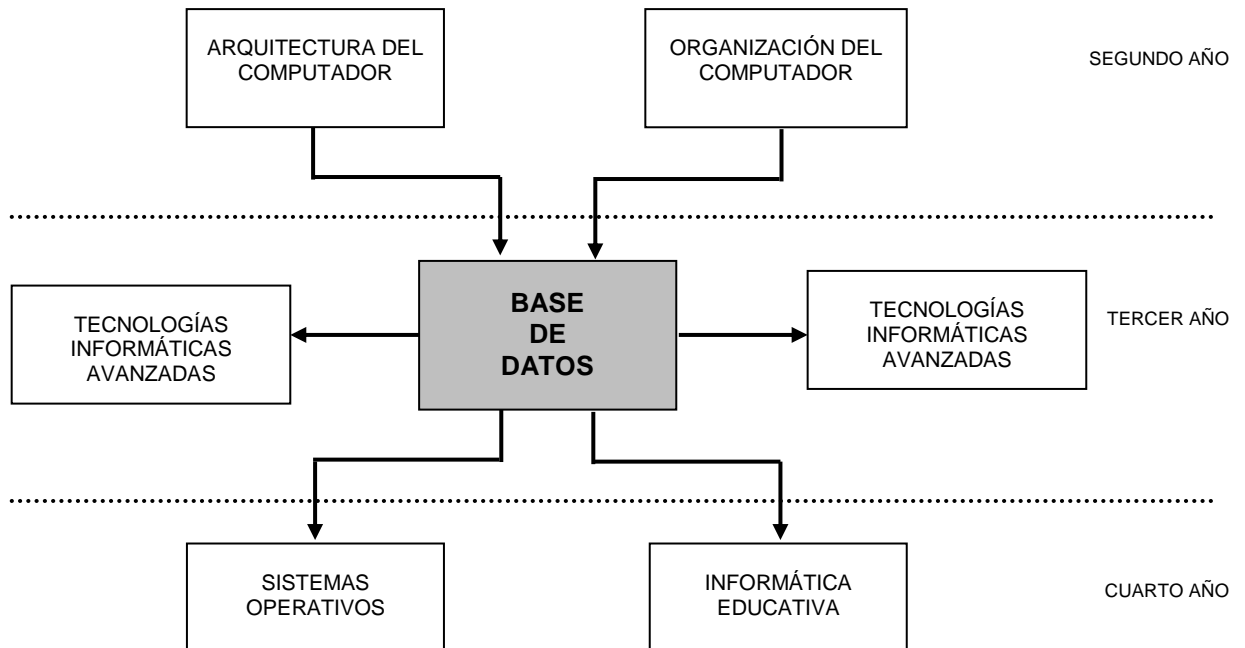 ARQUITECTURA DEL
COMPUTADOR
ORGANIZACIÓN DEL
COMPUTADOR
SEGUNDO AÑO
TECNOLOGÍAS
INFORMÁTICAS
AVANZADAS
BASE
DE
DATOS
TECNOLOGÍAS
INFORMÁTICAS
AVANZADAS
TERCER AÑO
SISTEMAS
OPERATIVOS
INFORMÁTICA
EDUCATIVA
CUARTO AÑO